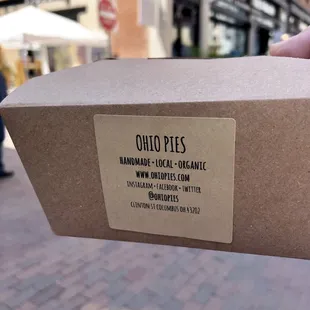 OHIO PIES
HANDMADE • LOCAL • ORGANIC
WWW.OHIOPIES.COM
INSTAGRAM • FACEBOOK • TWITTER
@OHIOPIES
CLINTON ST COLUMBUS OH 43202